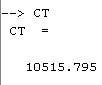 --> CT
CT =
10515.795